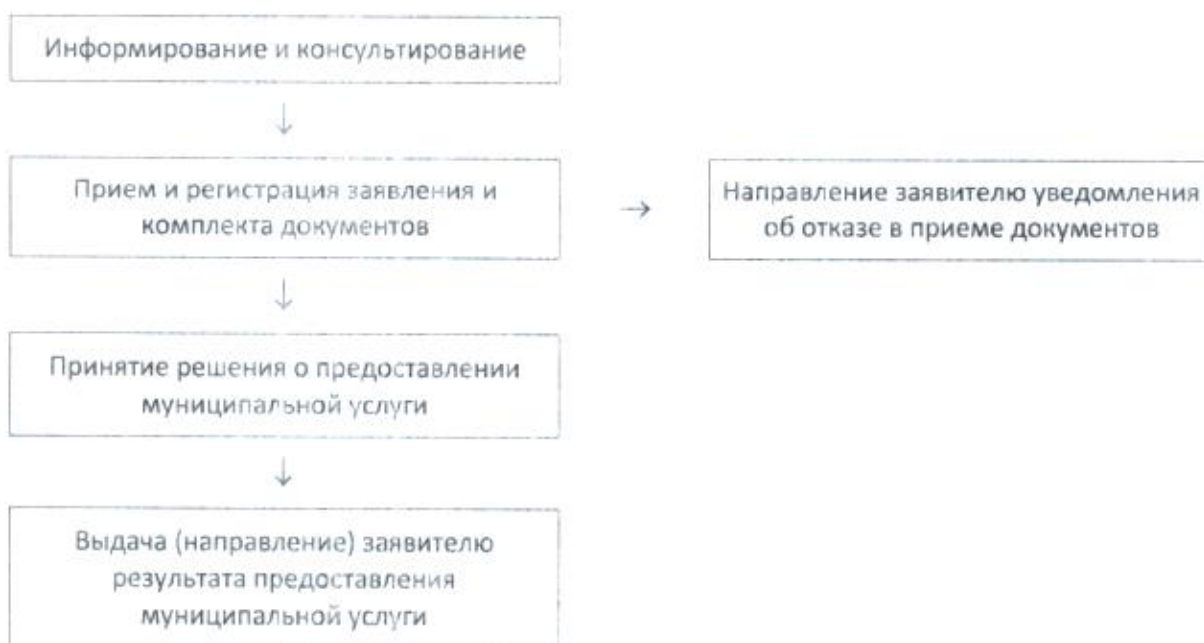 Информирование и консультирование
↓
Прием и регистрация заявления и
комплекта документов
→
Направление заявителю уведомления
об отказе в приеме документов
↓
Принятие решения о предоставлении
муниципальной услуги
↓
Выдача (направление) заявителю
результата предоставления
муниципальной услуги